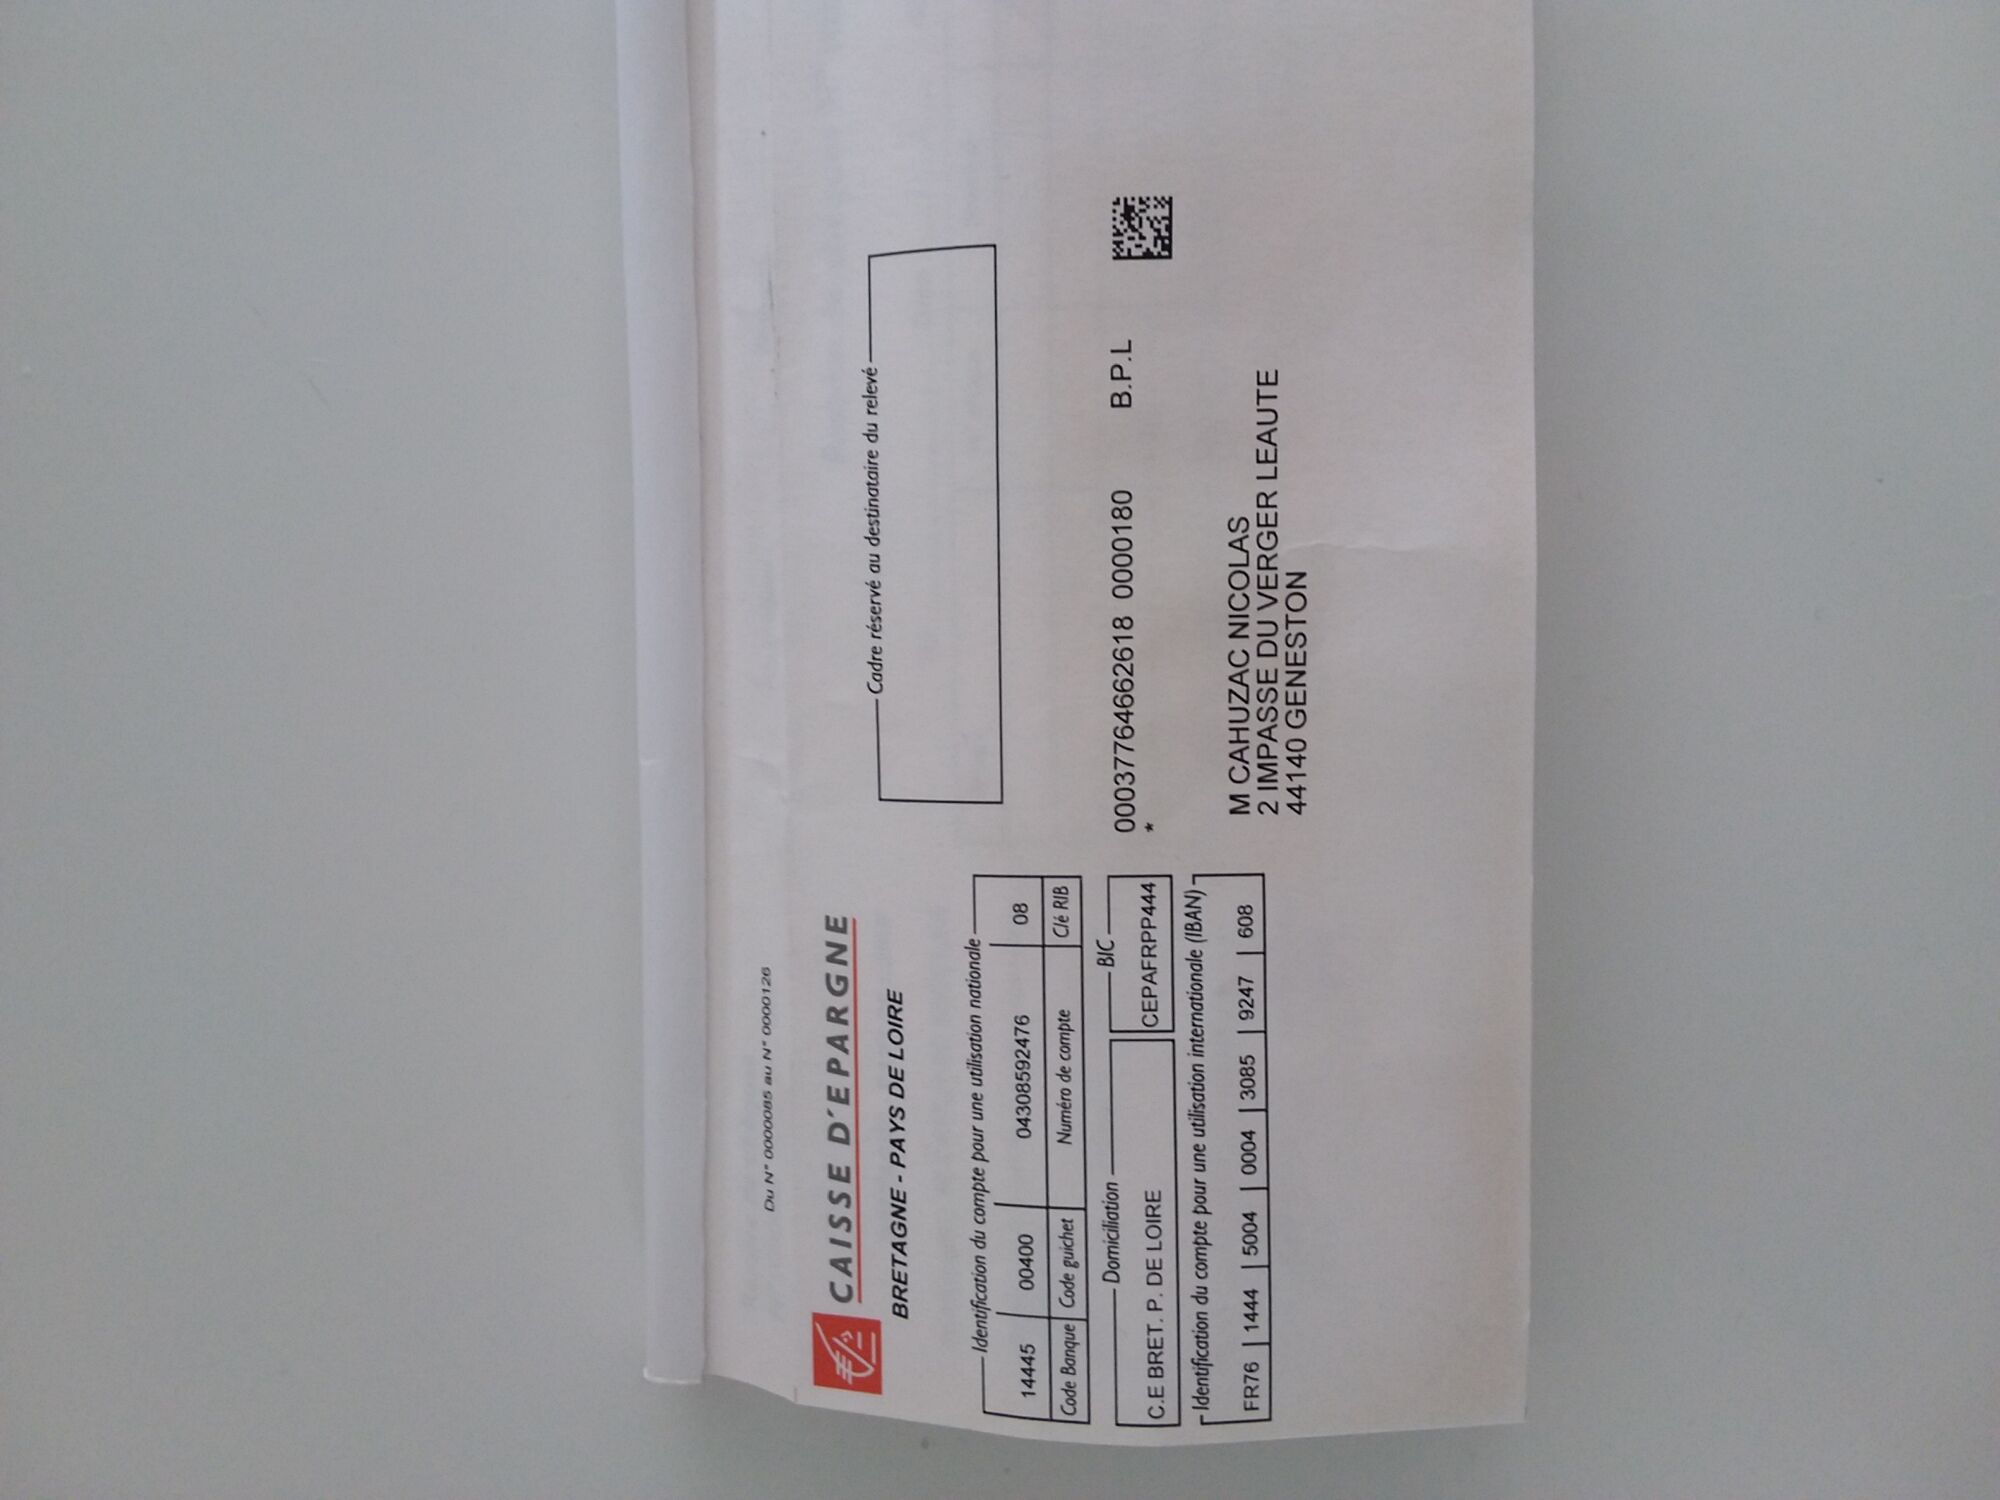 Du N° 0000085 au N° 0000126
CAISSE D'EPARGNE
BRETAGNE - PAYS DE LOIRE
Cadre réservé au destinataire du relevé
Identification du compte pour une utilisation nationale
14445 00400 04308592476 08
Code Banque Code guichet Numéro de compte Clé RIB
Domiciliation BIC
C.E BRET. P. DE LOIRE CEPAFRPP444
Identification du compte pour une utilisation internationale (IBAN)
FR76 1444 5004 0004 3085 9247 608
00037764662618 0000180 B.P.L
*
M CAHUZAC NICOLAS
2 IMPASSE DU VERGER LEAUTE
44140 GENESTON